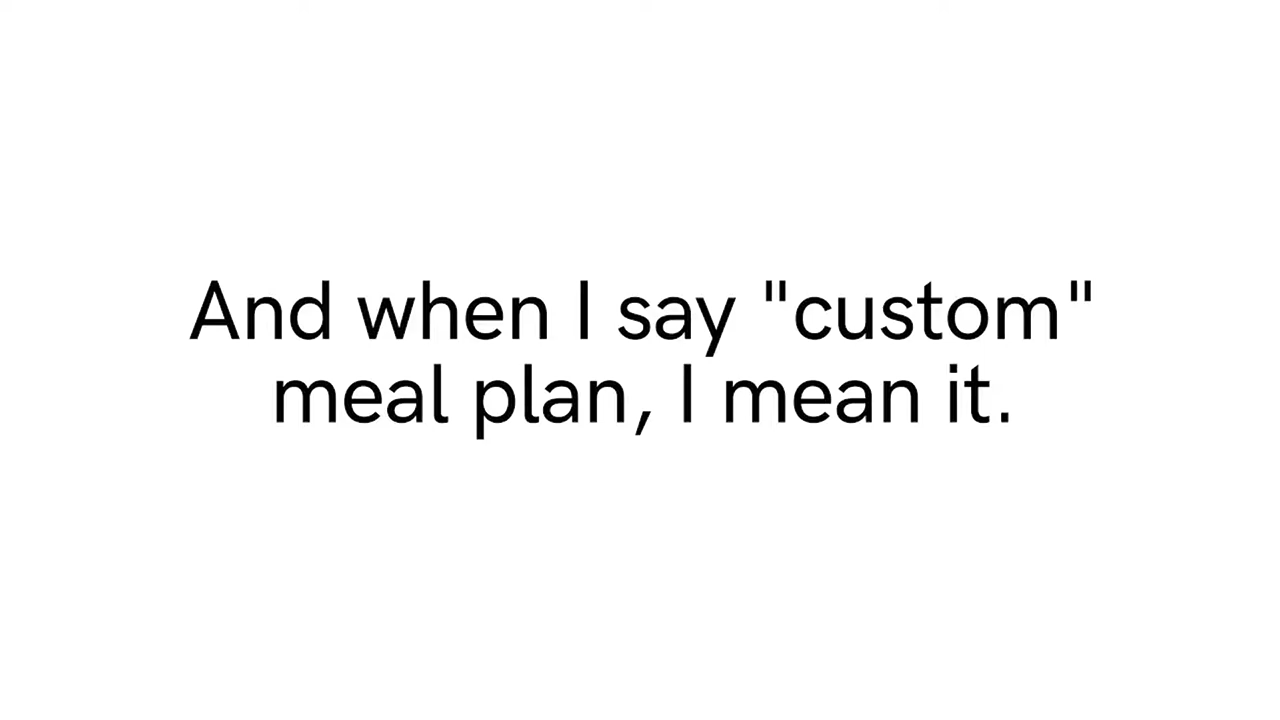 And when I say "custom"
meal plan, I mean it.